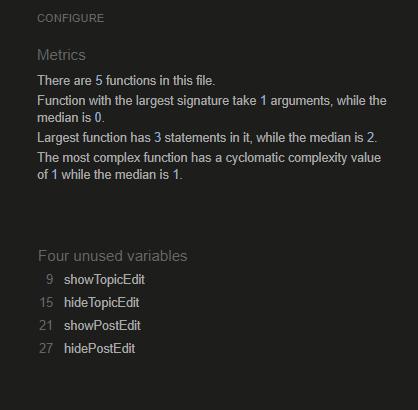 CONFIGURE
Metrics
There are 5 functions in this file.
Function with the largest signature take 1 arguments, while the
median is 0.
Largest function has 3 statements in it, while the median is 2.
The most complex function has a cyclomatic complexity value
of 1 while the median is 1.
Four unused variables
9 showTopicEdit
15 hideTopicEdit
21 showPostEdit
27 hidePostEdit